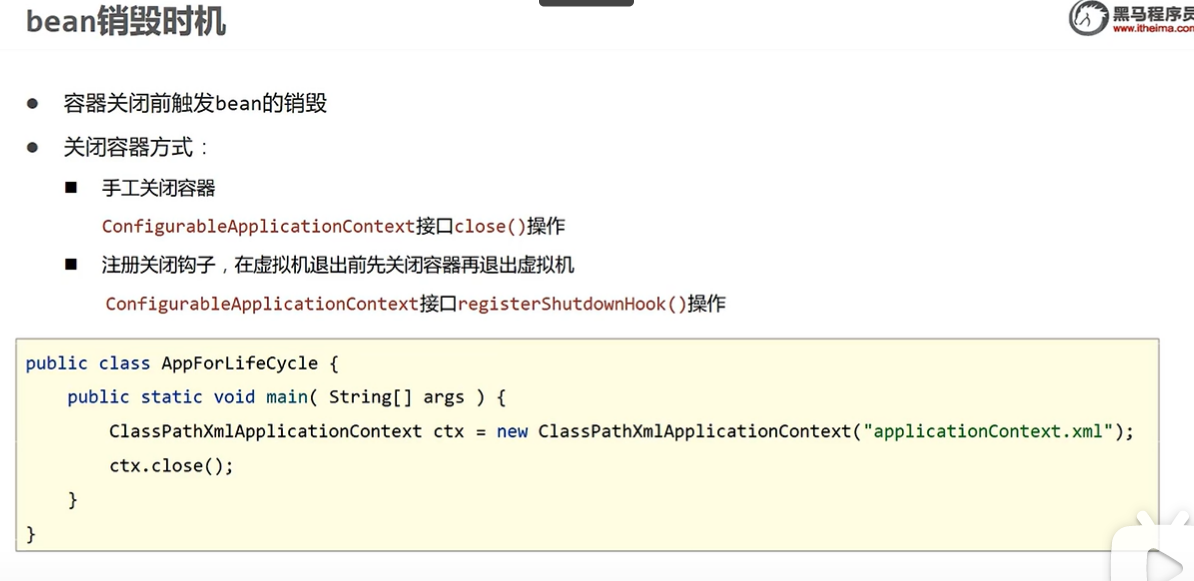 bean销毁时机
黑马程序员
www.itheima.com
● 容器关闭前触发bean的销毁
● 关闭容器方式：
■ 手工关闭容器
ConfigurableApplicationContext接口close()操作
■ 注册关闭钩子，在虚拟机退出前先关闭容器再退出虚拟机
ConfigurableApplicationContext接口registerShutdownHook()操作
public class AppForLifeCycle {
    public static void main( String[] args ) {
        ClassPathXmlApplicationContext ctx = new ClassPathXmlApplicationContext("applicationContext.xml");
        ctx.close();
    }
}